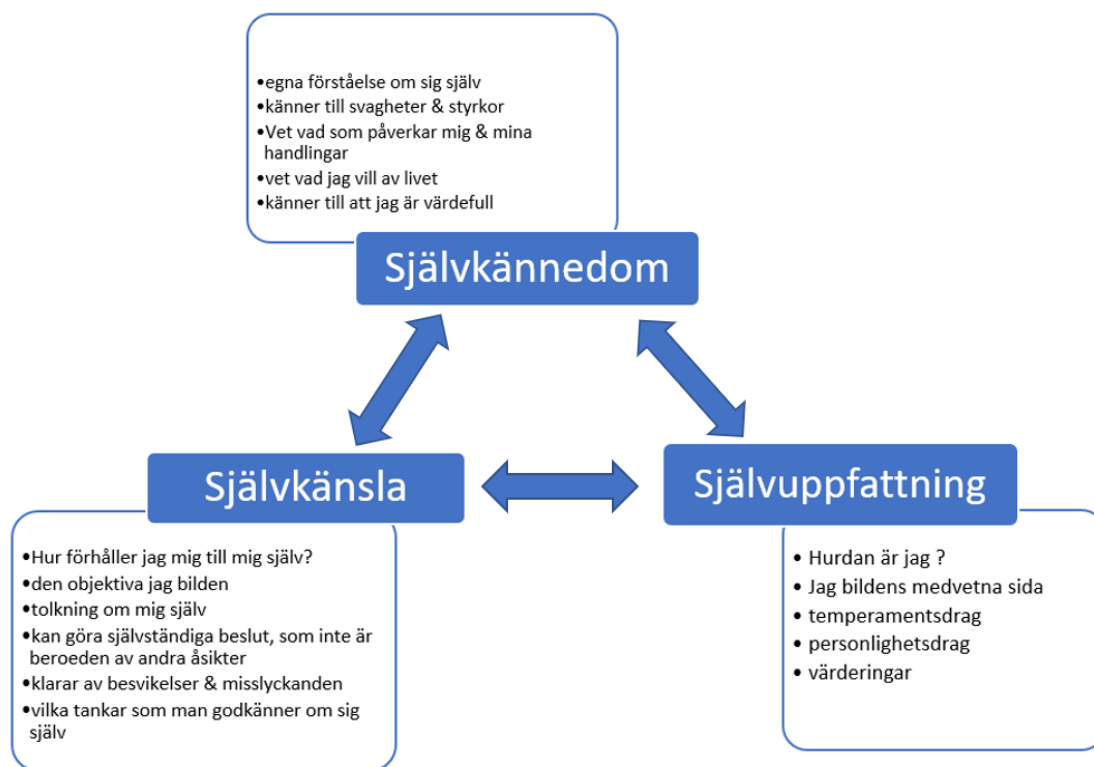 •egna förståelse om sig själv
•känner till svagheter & styrkor
•Vet vad som påverkar mig & mina
handlingar
•vet vad jag vill av livet
•känner till att jag är värdefull
Självkännedom
Självkänsla
•Hur förhåller jag mig till mig själv?
•den objektiva jag bilden
•tolkning om mig själv
•kan göra självständiga beslut, som inte är
beroeden av andra åsikter
•klarar av besvikelser & misslyckanden
•vilka tankar som man godkänner om sig
själv
Självuppfattning
• Hurdan är jag ?
• Jag bildens medvetna sida
• temperamentsdrag
• personlighetsdrag
• värderingar